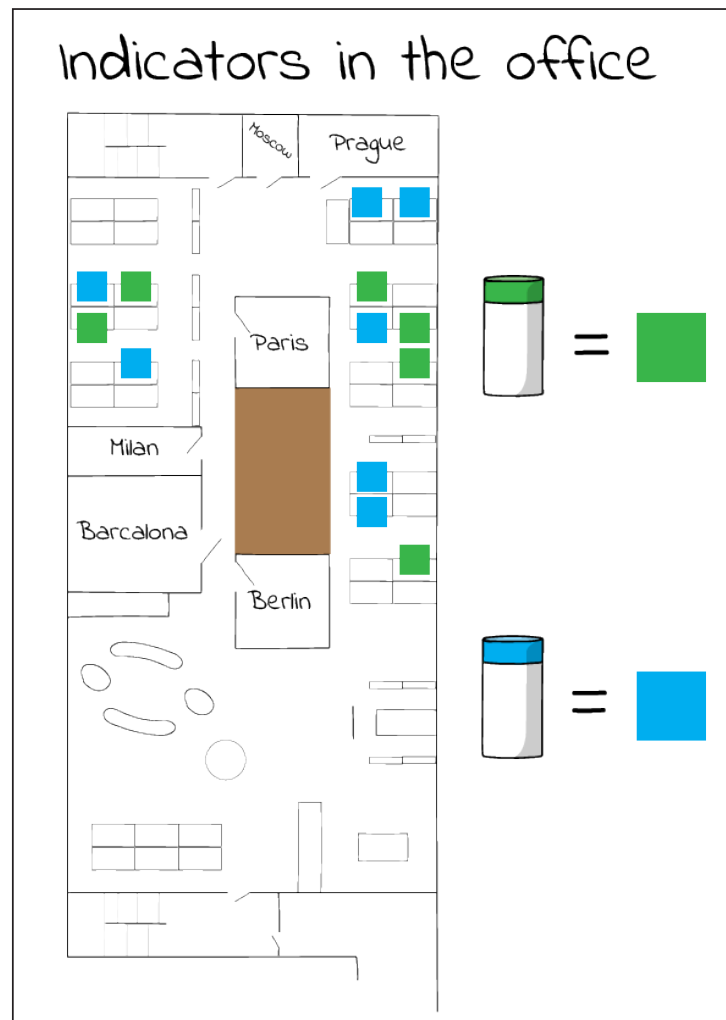 Indicators in the office
Moscow
Prague
Paris
=
Milan
Barcalona
Berlin
=